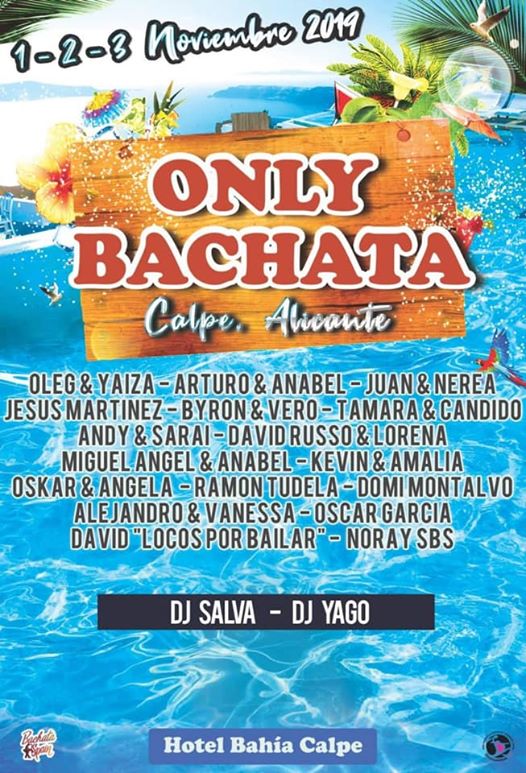 1 - 2 - 3 Noviembre 2019
ONLY
BACHATA
Calpe. Alicante
OLEG & YAIZA - ARTURO & ANABEL - JUAN & NEREA
JESUS MARTINEZ - BYRON & VERO - TAMARA & CANDIDO
ANDY & SARAI - DAVID RUSSO & LORENA
MIGUEL ANGEL & ANABEL - KEVIN & AMALIA
OSKAR & ANGELA - RAMON TUDELA - DOMI MONTALVO
ALEJANDRO & VANESSA - OSCAR GARCIA
DAVID "LOCOS POR BAILAR" - NORAY SBS
DJ SALVA - DJ YAGO
Bachata
Spain
Hotel Bahía Calpe